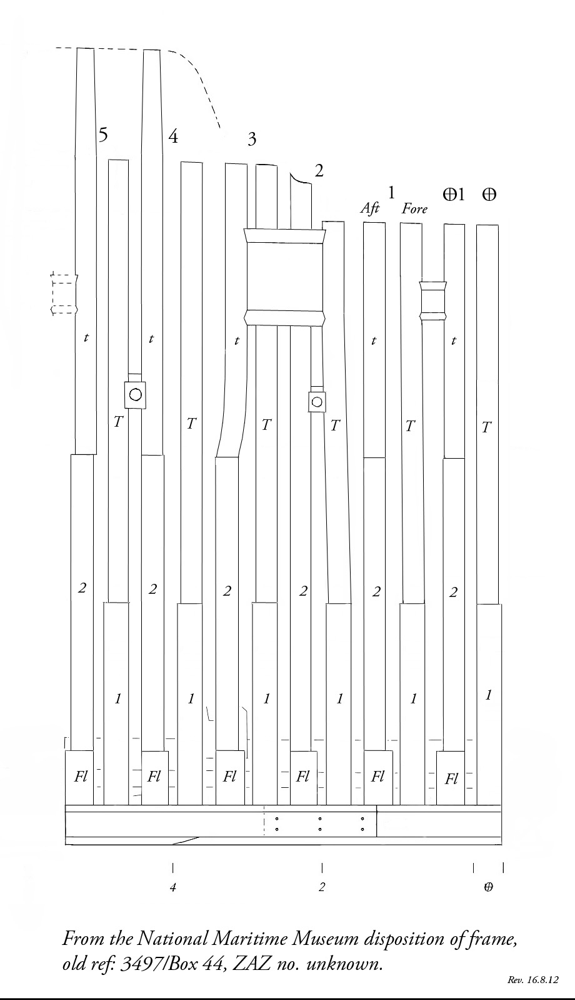 5 4 3
2
1 ⊕1 ⊕
Aft Fore
t t t t t
T T T T T T
2 2 2 2 2 2
1 1 1 1 1 1
Fl Fl Fl Fl Fl Fl
4 2 ⊕
From the National Maritime Museum disposition of frame,
old ref: 3497/Box 44, ZAZ no. unknown.
Rev. 16.8.12